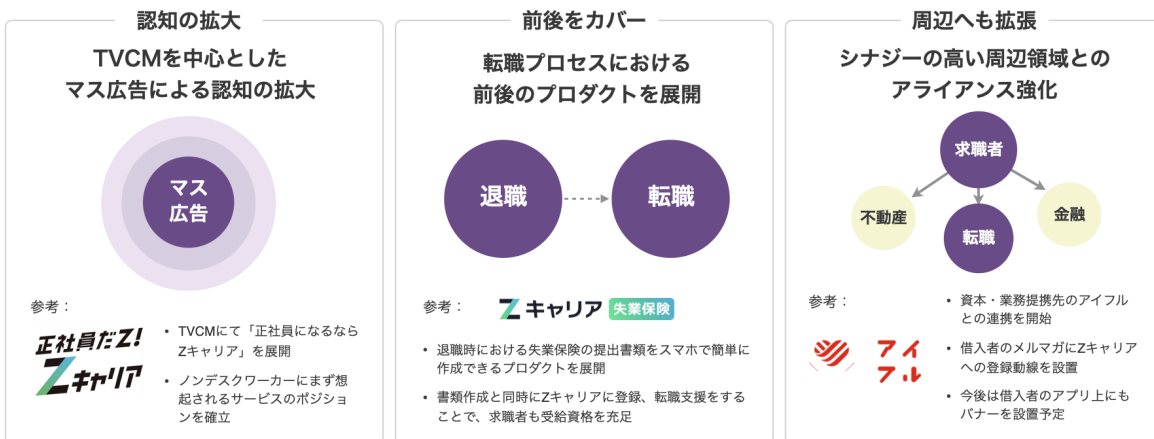 認知の拡大
TVCMを中心とした
マス広告による認知の拡大
マス
広告
参考：
正社員だZ!
Zキャリア
• TVCMにて「正社員になるなら
Zキャリア」を展開
• ノンデスクワーカーにまず想
起されるサービスのポジショ
ンを確立
前後をカバー
転職プロセスにおける
前後のプロダクトを展開
退職
転職
参考：
Zキャリア 失業保険
• 退職時における失業保険の提出書類をスマホで簡単に
作成できるプロダクトを展開
• 書類作成と同時にZキャリアに登録、転職支援をする
ことで、求職者も受給資格を充足
周辺へも拡張
シナジーの高い周辺領域との
アライアンス強化
求職者
不動産
転職
金融
参考：
アイ
フル
• 資本・業務提携先のアイフル
との連携を開始
• 借入者のメルマガにZキャリア
への登録動線を設置
• 今後は借入者のアプリ上にも
バナーを設置予定